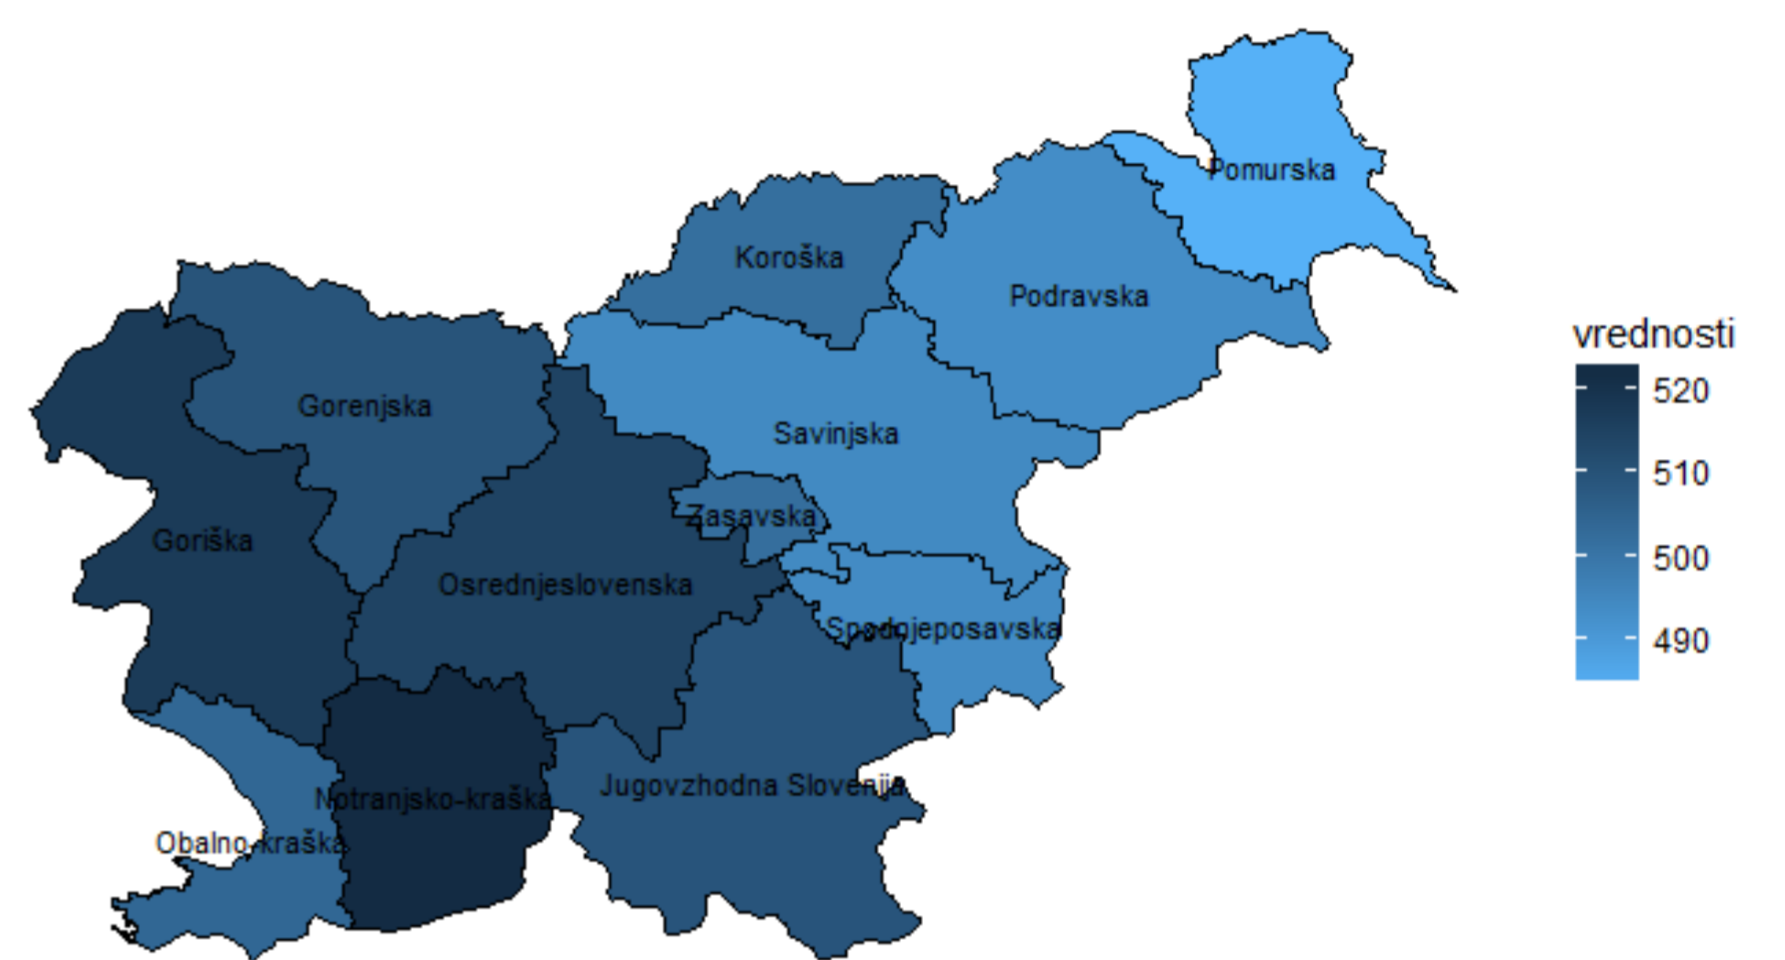 Pomurska
Koroška
Podravska
vrednosti
520
510
500
490
Gorenjska
Savinjska
Zasavska
Goriška
Osrednjeslovenska
Spodnjeposavska
Jugovzhodna Slovenija
Notranjsko-kraška
Obalno-kraška